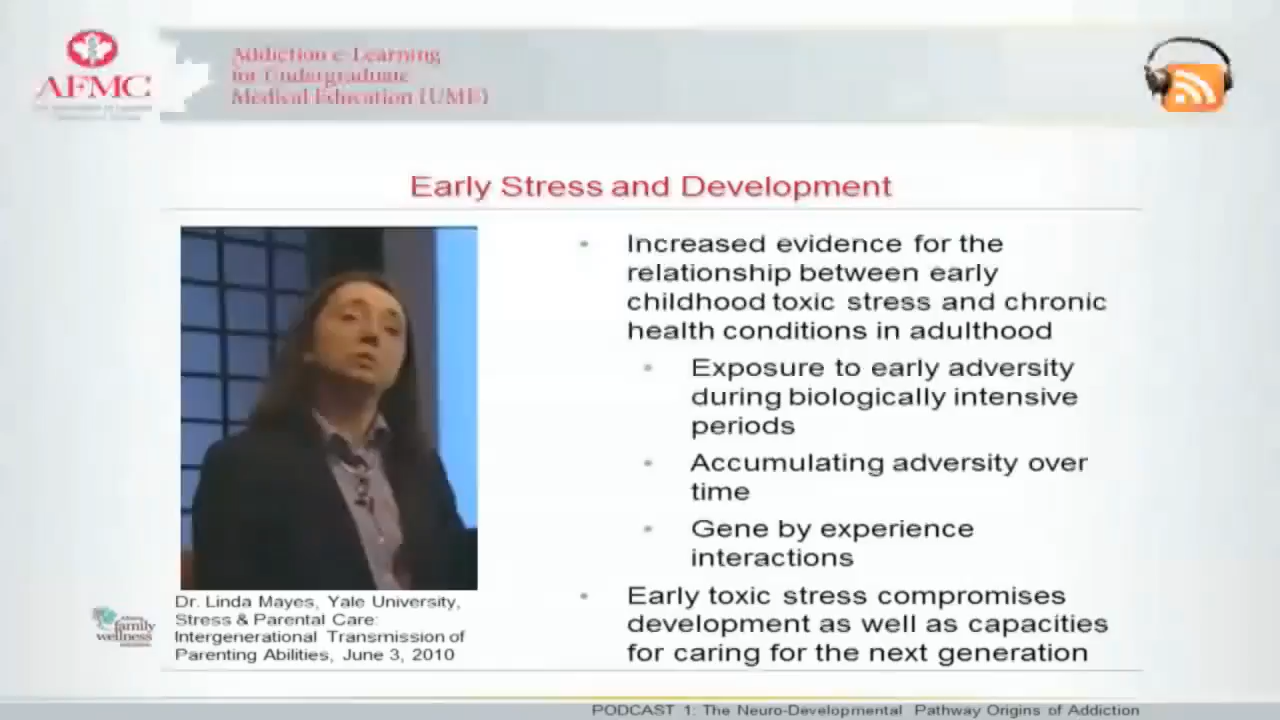 AFMC
Addiction e-Learning
for Undergraduate
Medical Education (UME)
Early Stress and Development
Increased evidence for the
relationship between early
childhood toxic stress and chronic
health conditions in adulthood
Exposure to early adversity
during biologically intensive
periods
Accumulating adversity over
time
Gene by experience
interactions
Early toxic stress compromises
development as well as capacities
for caring for the next generation
Dr. Linda Mayes, Yale University,
Stress & Parental Care:
Intergenerational Transmission of
Parenting Abilities, June 3, 2010
family
wellness
PODCAST 1: The Neuro-Developmental Pathway Origins of Addiction